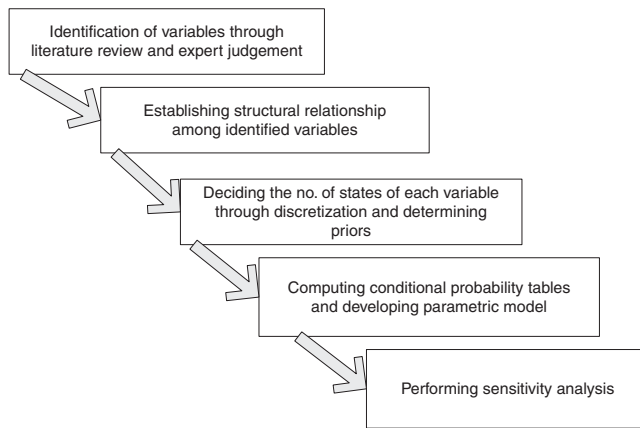 Identification of variables through
literature review and expert judgement
Establishing structural relationship
among identified variables
Deciding the no. of states of each variable
through discretization and determining
priors
Computing conditional probability tables
and developing parametric model
Performing sensitivity analysis